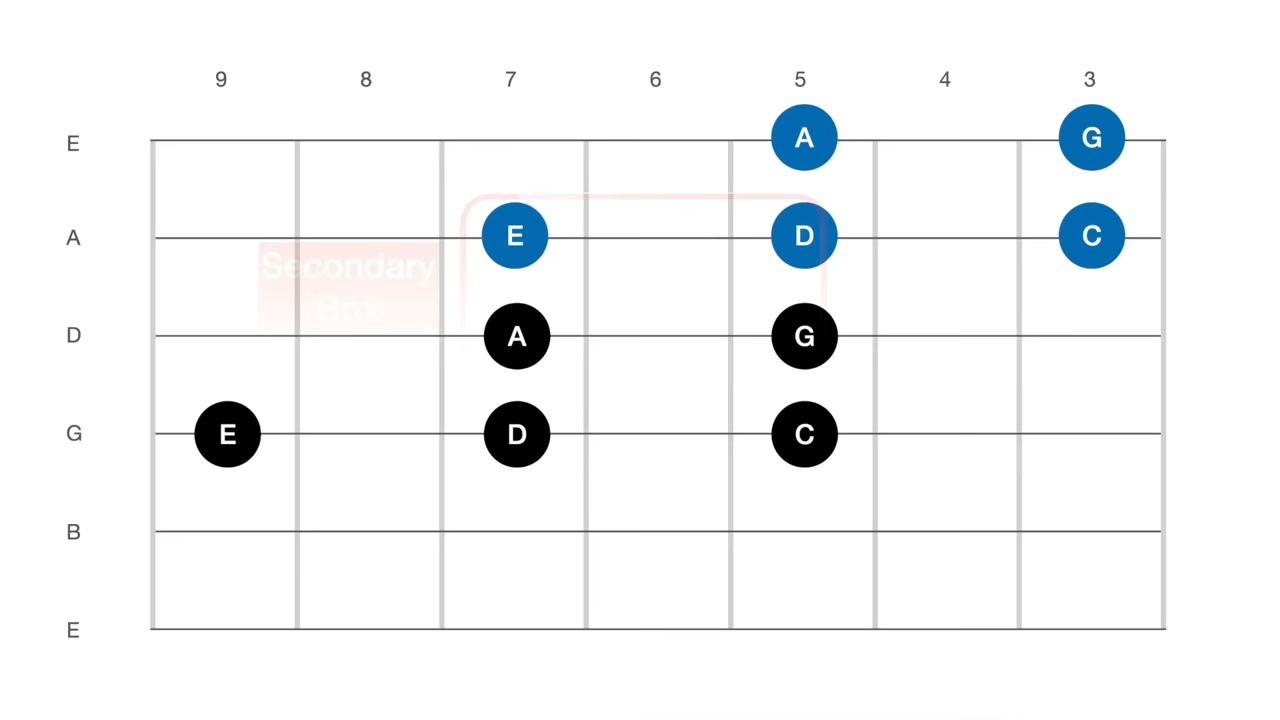 9 8 7 6 5 4 3
E A G
A E D C
Secondary
Box
D A G
G E D C
B
E